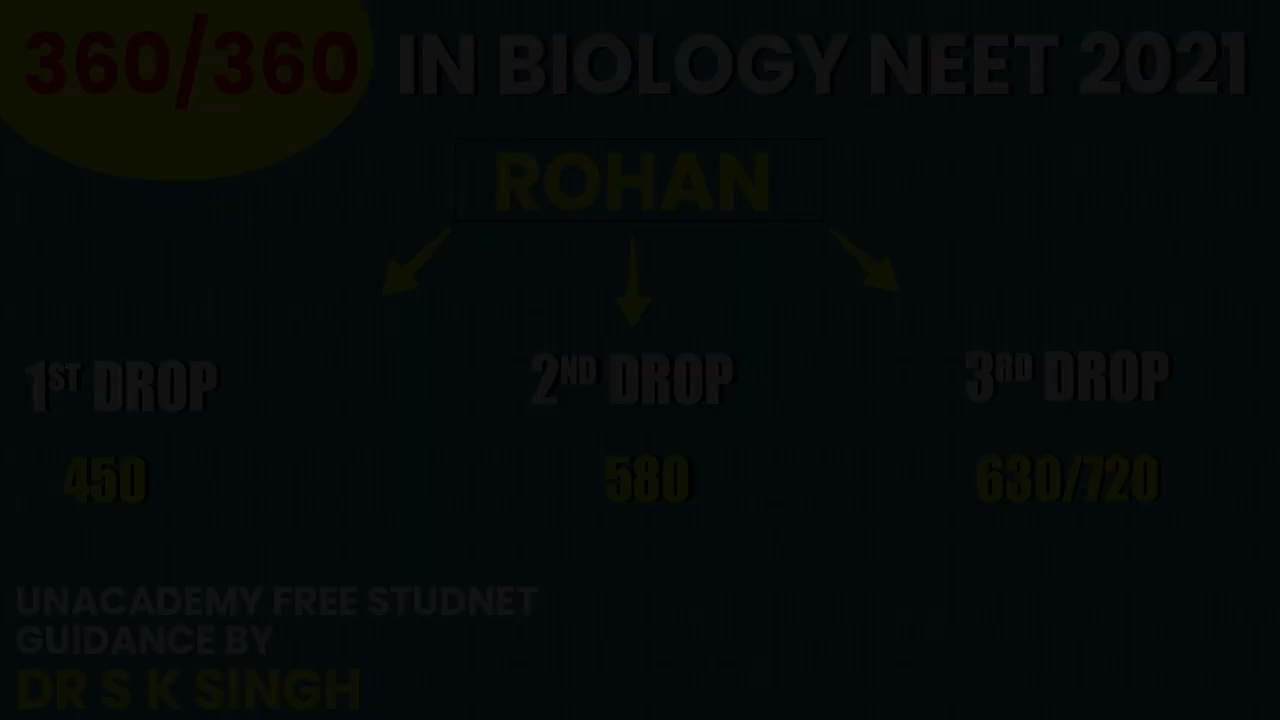 360/360 IN BIOLOGY NEET 2021
ROHAN
1ST DROP 2ND DROP 3RD DROP
450 580 630/720
UNACADEMY FREE STUDNET
GUIDANCE BY
DR S K SINGH